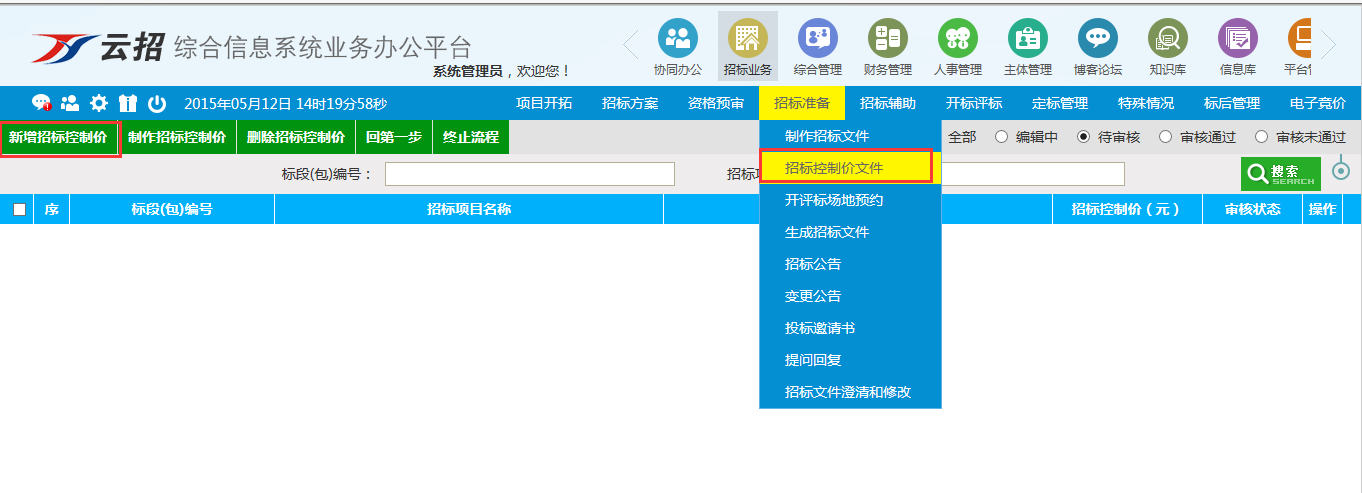 云招 综合信息系统业务办公平台
系统管理员，欢迎您！
协同办公 招标业务 综合管理 财务管理 人事管理 主体管理 博客论坛 知识库 信息库 平台
2015年05月12日 14时19分58秒 项目开拓 招标方案 资格预审 招标准备 招标辅助 开标评标 定标管理 特殊情况 标后管理 电子竞价
新增招标控制价 制作招标控制价 删除招标控制价 回第一步 终止流程 全部 编辑中 待审核 审核通过 审核未通过
制作招标文件
招标控制价文件
开评标场地预约
生成招标文件
招标公告
变更公告
投标邀请书
提问回复
招标文件澄清和修改
标段(包)编号： 招标项 搜索 SEARCH
序 标段(包)编号 招标项目名称 招标控制价（元） 审核状态 操作